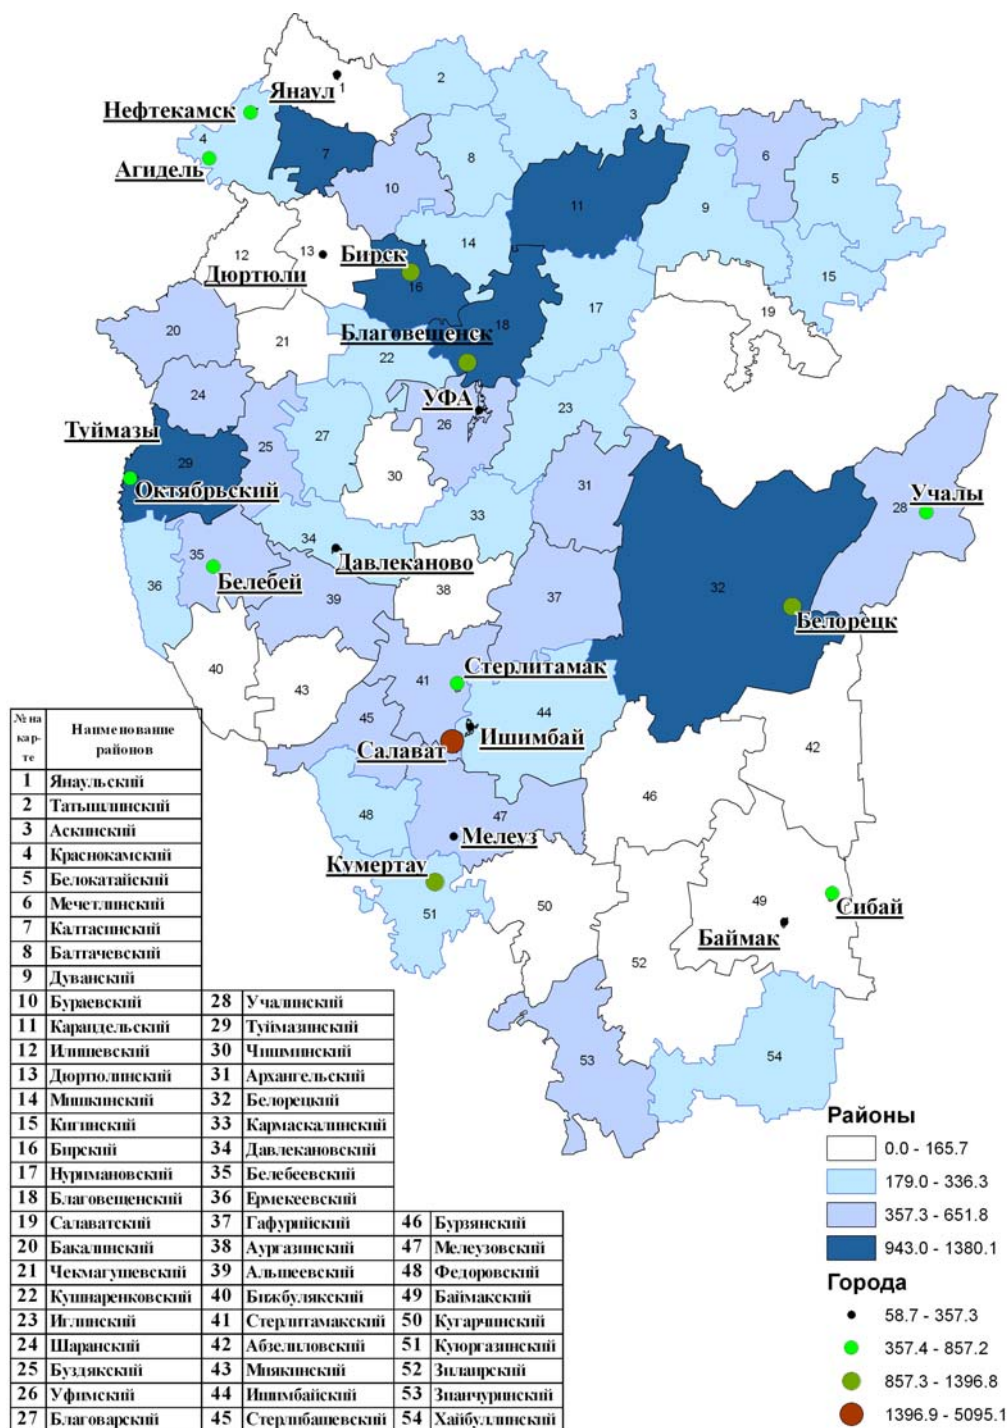 Янаул
1
2
Нефтекамск
3
4
7
8
6
5
Агидель
10
11
9
12
13
Бирск
14
15
Дюртюли
16
17
19
20
21
Благовещенск
18
22
24
УФА
23
Туймазы
25
27
26
29
30
31
Октябрьский
28
Учалы
33
34
Давлеканово
35
36
Белебей
38
37
32
39
Белорецк
40
43
41
Стерлитамак
45
44
42
Салават
Ишимбай
46
48
47
Мелеуз
Кумертау
51
50
49
Сибай
Баймак
52
53
54
№ на кар-те Наименование районов
1 Янаульский
2 Татышлинский
3 Аскинский
4 Краснокамский
5 Белокатайский
6 Мечетлинский
7 Калтасинский
8 Балтачевский
9 Дуванский
10 Бураевский 28 Учалинский
11 Караидельский 29 Туймазинский
12 Илишевский 30 Чишминский
13 Дюртюлинский 31 Архангельский
14 Мишкинский 32 Белорецкий
15 Кигинский 33 Кармаскалинский
16 Бирский 34 Давлекановский
17 Нуримановский 35 Белебеевский
18 Благовещенский 36 Ермекеевский
19 Салаватский 37 Гафурийский 46 Бурзянский
20 Бакалинский 38 Аургазинский 47 Мелеузовский
21 Чекмагушевский 39 Альшеевский 48 Федоровский
22 Кушнаренковский 40 Бижбулякский 49 Баймакский
23 Иглинский 41 Стерлитамакский 50 Кугарчинский
24 Шаранский 42 Абзелиловский 51 Куюргазинский
25 Буздякский 43 Миякинский 52 Зилаирский
26 Уфимский 44 Ишимбайский 53 Зианчуринский
27 Благоварский 45 Стерлибашевский 54 Хайбуллинский
Районы
0.0 - 165.7
179.0 - 336.3
357.3 - 651.8
943.0 - 1380.1
Города
58.7 - 357.3
357.4 - 857.2
857.3 - 1396.8
1396.9 - 5095.1